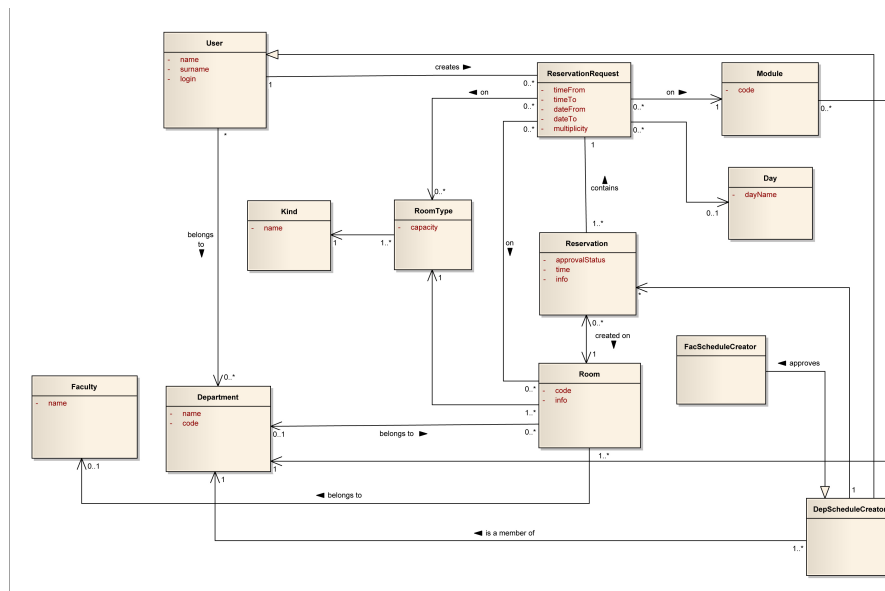 User
- name
- surname
- login
creates ►
1
0..*
ReservationRequest
- timeFrom
- timeTo
- dateFrom
- dateTo
- multiplicity
◄ on
0..*
0..*
on ►
0..*
1
0..*
Module
- code
0..*
*
1
▲
contains
1..*
Day
- dayName
0..1
Kind
- name
1
1..*
0..*
RoomType
- capacity
1
belongs
to
▼
on
▼
Reservation
- approvalStatus
- time
- info
*
0..*
created on
▼
1
FacScheduleCreator
◄ approves
Faculty
- name
0..1
0..*
Department
- name
- code
0..1
belongs to ►
1
1
Room
- code
- info
0..*
1..*
0..*
1..*
◄ belongs to
1
DepScheduleCreator
◄ is a member of
1..*